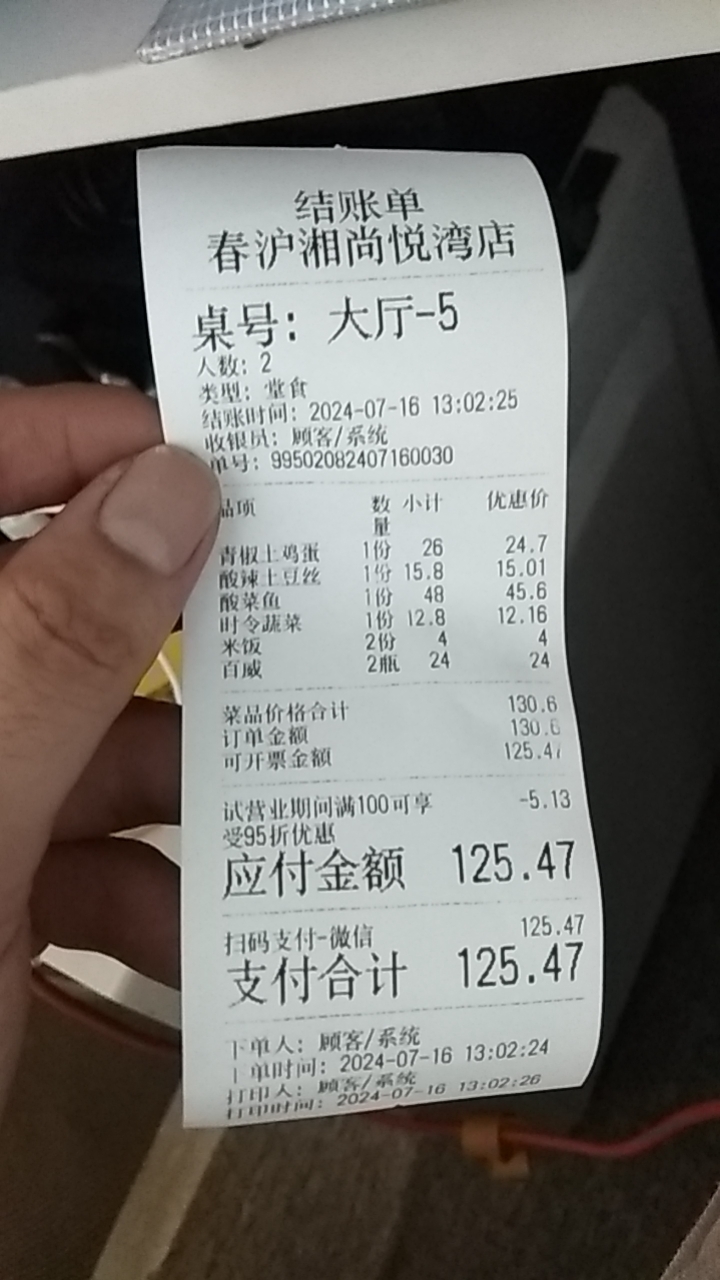 结账单
春沪湘尚悦湾店
桌号: 大厅-5
人数: 2
类型: 堂食
结账时间: 2024-07-16 13:02:25
收银员: 顾客/系统
单号: 99502082407160030
品项 数量 小计 优惠价
青椒土鸡蛋 1份 26 24.7
酸辣土豆丝 1份 15.8 15.01
酸菜鱼 1份 48 45.6
时令蔬菜 1份 12.8 12.16
米饭 2份 4 4
百威 2瓶 24 24
菜品价格合计 130.6
订单金额 130.6
可开票金额 125.47
试营业期间满100可享 -5.13
受95折优惠
应付金额 125.47
扫码支付-微信 125.47
支付合计 125.47
下单人: 顾客/系统
下单时间: 2024-07-16 13:02:24
打印人: 顾客/系统
打印时间: 2024-07-16 13:02:26